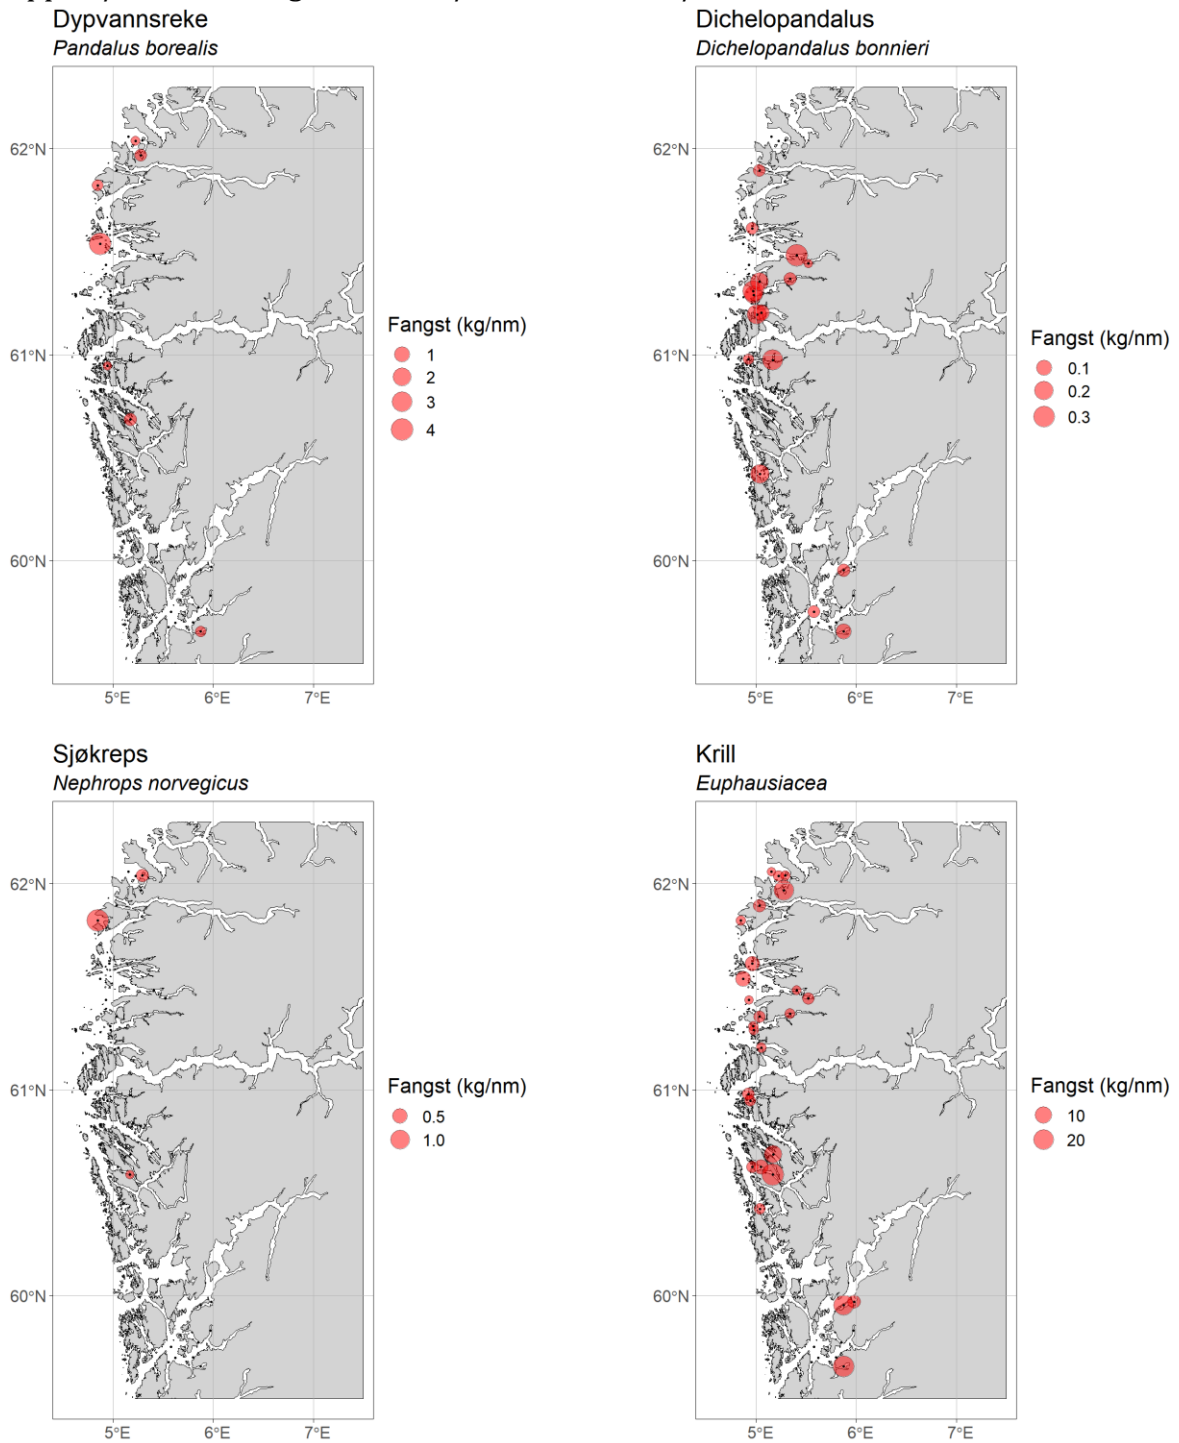 Dypvannsreke
Pandalus borealis
62°N
61°N
60°N
5°E 6°E 7°E
Fangst (kg/nm)
1
2
3
4
Dichelopandalus
Dichelopandalus bonnieri
62°N
61°N
60°N
5°E 6°E 7°E
Fangst (kg/nm)
0.1
0.2
0.3
Sjøkreps
Nephrops norvegicus
62°N
61°N
60°N
5°E 6°E 7°E
Fangst (kg/nm)
0.5
1.0
Krill
Euphausiacea
62°N
61°N
60°N
5°E 6°E 7°E
Fangst (kg/nm)
10
20